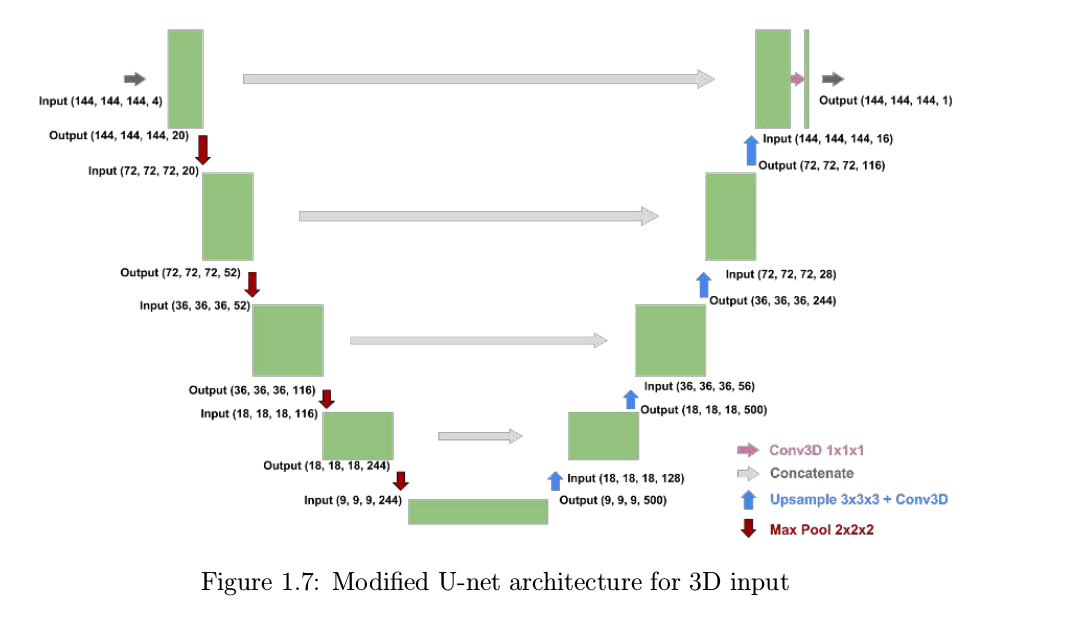 Input (144, 144, 144, 4)
Output (144, 144, 144, 20)
Input (72, 72, 72, 20)
Output (72, 72, 72, 52)
Input (36, 36, 36, 52)
Output (36, 36, 36, 116)
Input (18, 18, 18, 116)
Output (18, 18, 18, 244)
Input (9, 9, 9, 244)
Output (9, 9, 9, 500)
Input (18, 18, 18, 128)
Output (18, 18, 18, 500)
Input (36, 36, 36, 56)
Output (36, 36, 36, 244)
Input (72, 72, 72, 28)
Output (72, 72, 72, 116)
Input (144, 144, 144, 16)
Output (144, 144, 144, 1)
Conv3D 1x1x1
Concatenate
Upsample 3x3x3 + Conv3D
Max Pool 2x2x2
Figure 1.7: Modified U-net architecture for 3D input